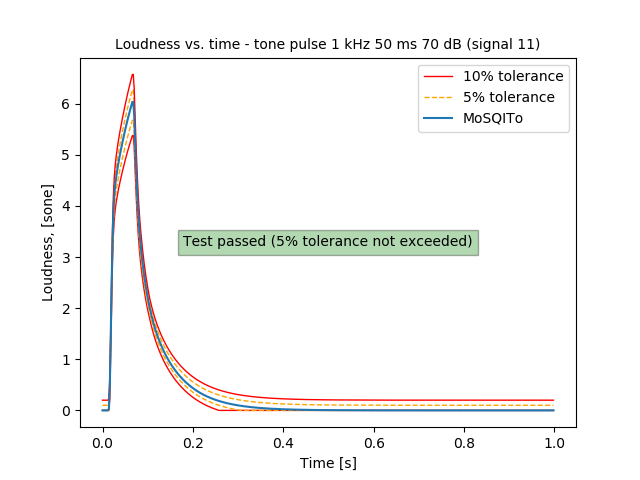 Loudness vs. time - tone pulse 1 kHz 50 ms 70 dB (signal 11)
10% tolerance
5% tolerance
MoSQITo
Test passed (5% tolerance not exceeded)
Loudness, [sone]
6
5
4
3
2
1
0
0.0 0.2 0.4 0.6 0.8 1.0
Time [s]